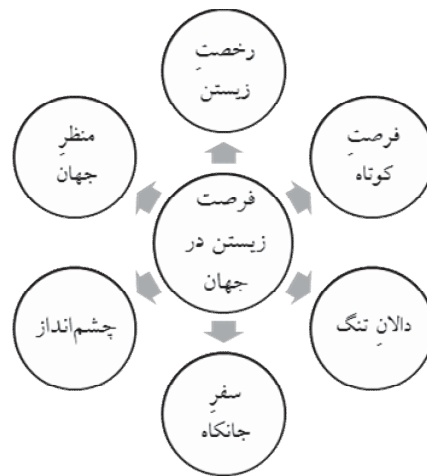 رخصتِ
زیستن
فرصتِ
کوتاه
منظرِ
جهان
فرصت
زیستن در
جهان
دالانِ تنگ
چشم‌انداز
سفرِ
جانکاه